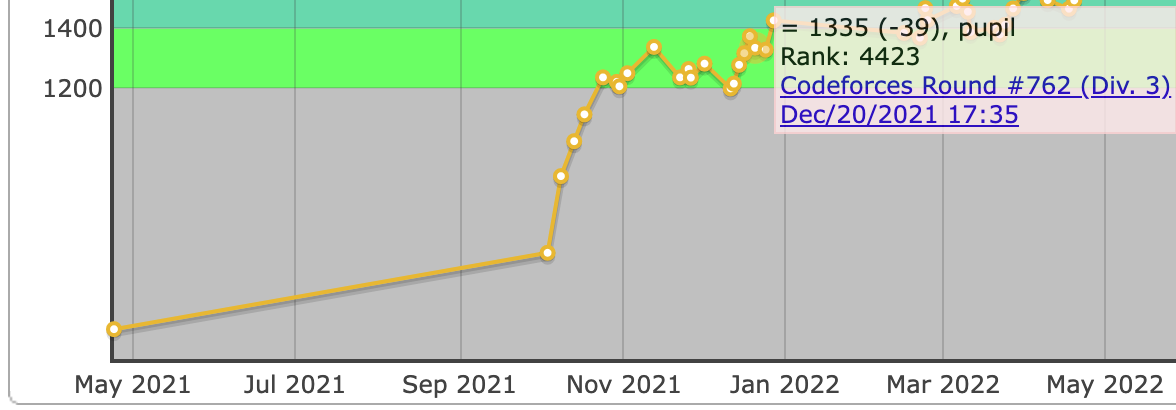 1400
1200
= 1335 (-39), pupil
Rank: 4423
Codeforces Round #762 (Div. 3)
Dec/20/2021 17:35
May 2021 Jul 2021 Sep 2021 Nov 2021 Jan 2022 Mar 2022 May 2022